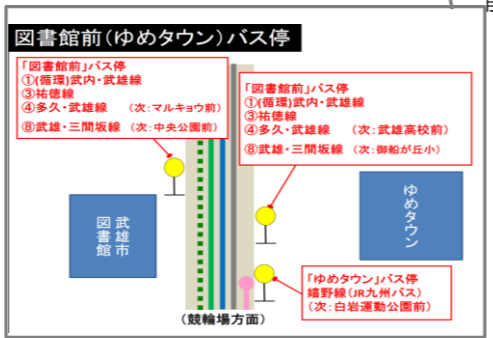 図書館前(ゆめタウン)バス停
「図書館前」バス停
①(循環)武内・武雄線
③祐徳線
④多久・武雄線 (次:マルキョウ前)
⑧武雄・三間坂線 (次:中央公園前)
「図書館前」バス停
①(循環)武内・武雄線
③祐徳線
④多久・武雄線 (次:武雄高校前)
⑧武雄・三間坂線 (次:御船が丘小)
武雄市
図書館
ゆめタウン
「ゆめタウン」バス停
嬉野線(JR九州バス)
(次:白岩運動公園前)
(競輪場方面)